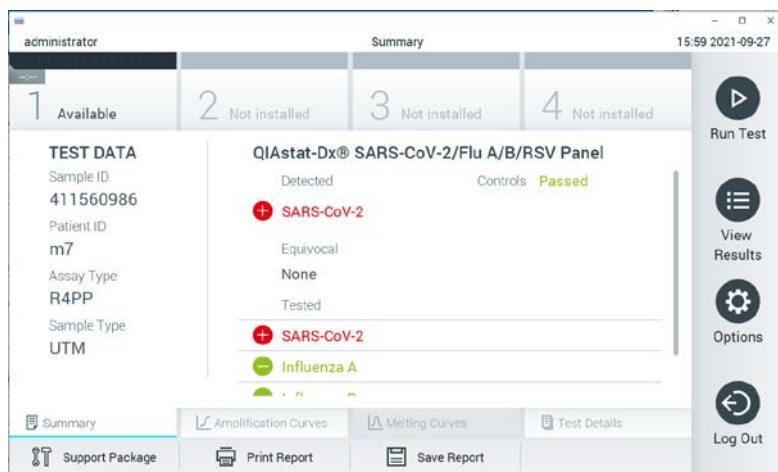 administrator
Summary
15:59 2021-09-27
1 Available
2 Not installed
3 Not installed
4 Not installed
Run Test
View Results
Options
Log Out
TEST DATA
Sample ID
411560986
Patient ID
m7
Assay Type
R4PP
Sample Type
UTM
QIAstat-Dx® SARS-CoV-2/Flu A/B/RSV Panel
Detected
Controls Passed
SARS-CoV-2
Equivocal
None
Tested
SARS-CoV-2
Influenza A
Summary
Amplification Curves
Melting Curves
Test Details
Support Package
Print Report
Save Report